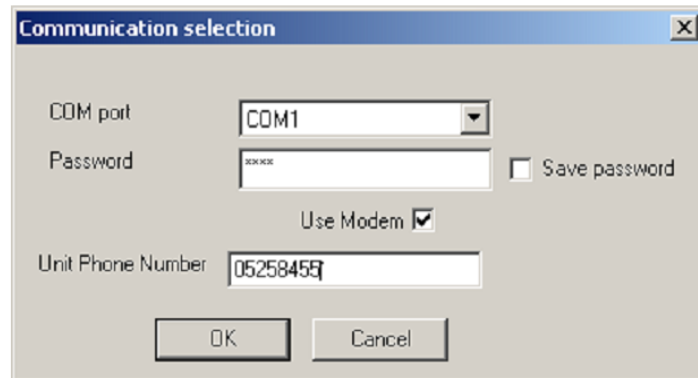 Communication selection
COM port COM1
Password **** Save password
Use Modem
Unit Phone Number 05258455
OK Cancel